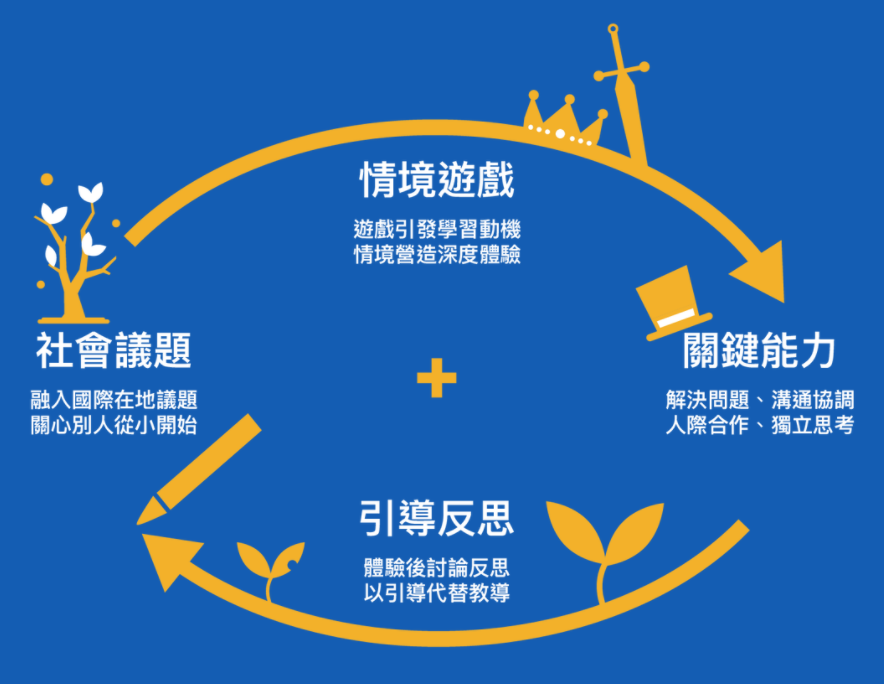 情境遊戲
遊戲引發學習動機
情境營造深度體驗
社會議題
融入國際在地議題
關心別人從小開始
關鍵能力
解決問題、溝通協調
人際合作、獨立思考
引導反思
體驗後討論反思
以引導代替教導